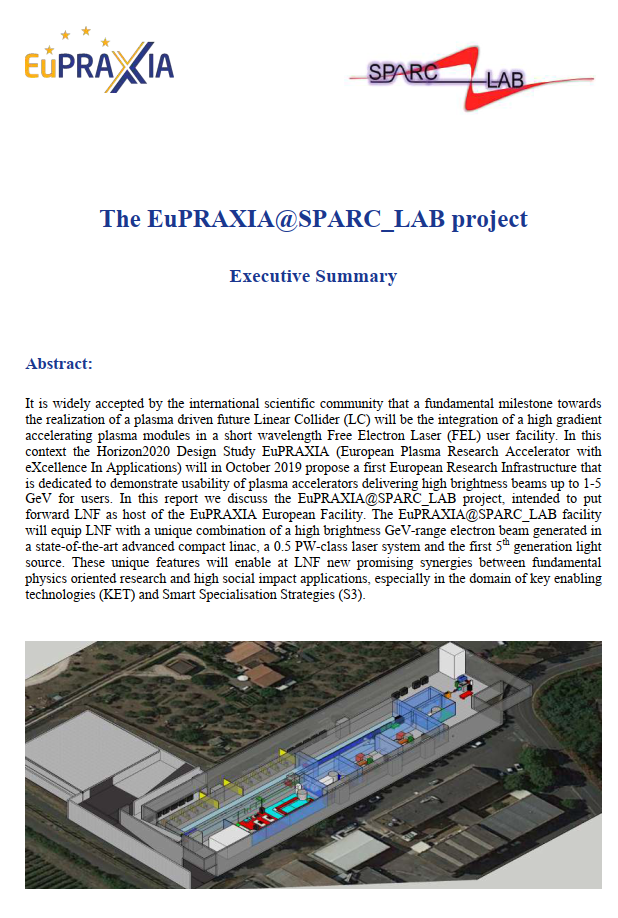 EuPRAXIA
SPARC LAB
The EuPRAXIA@SPARC_LAB project
Executive Summary
Abstract:
It is widely accepted by the international scientific community that a fundamental milestone towards
the realization of a plasma driven future Linear Collider (LC) will be the integration of a high gradient
accelerating plasma modules in a short wavelength Free Electron Laser (FEL) user facility. In this
context the Horizon2020 Design Study EuPRAXIA (European Plasma Research Accelerator with
eXcellence In Applications) will in October 2019 propose a first European Research Infrastructure that
is dedicated to demonstrate usability of plasma accelerators delivering high brightness beams up to 1-5
GeV for users. In this report we discuss the EuPRAXIA@SPARC_LAB project, intended to put
forward LNF as host of the EuPRAXIA European Facility. The EuPRAXIA@SPARC_LAB facility
will equip LNF with a unique combination of a high brightness GeV-range electron beam generated in
a state-of-the-art advanced compact linac, a 0.5 PW-class laser system and the first 5th generation light
source. These unique features will enable at LNF new promising synergies between fundamental
physics oriented research and high social impact applications, especially in the domain of key enabling
technologies (KET) and Smart Specialisation Strategies (S3).